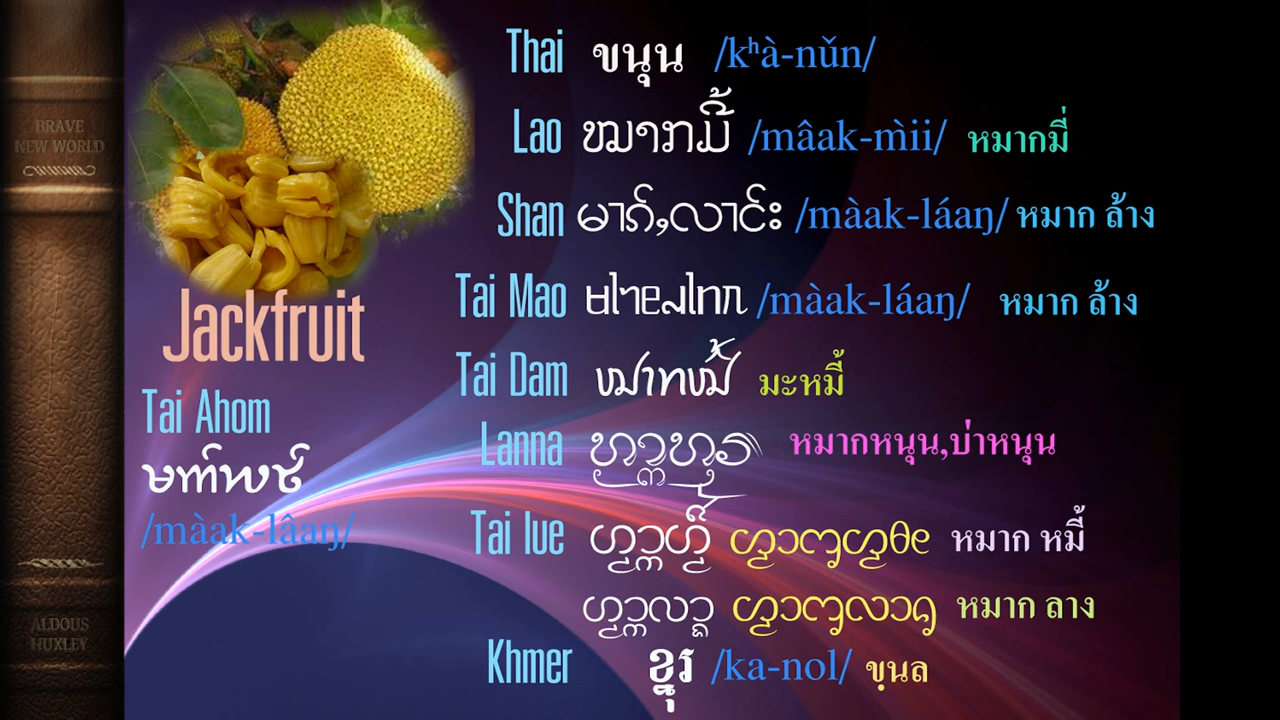 BRAVE
NEW WORLD
ALDOUS
HUXLEY
Jackfruit
Tai Ahom
/màak-lâaŋ/
Thai ขนุน /kʰà-nǔn/
Lao ໝາກມີ້ /mâak-mìi/ หมากมี่
Shan မၢၵ်ႇလၢင်း /màak-láaŋ/ หมาก ล้าง
Tai Mao /màak-láaŋ/ หมาก ล้าง
Tai Dam มะหมี้
Lanna หมากหนุน,บ่าหนุน
Tai lue หมาก หมี้
หมาก ลาง
Khmer ខ្នុរ /ka-nol/ ขฺนล